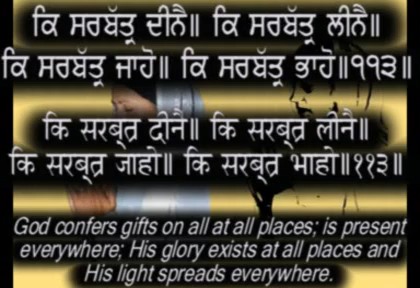 ਕਿ ਸਰਬੱਤ੍ਰ ਦੀਨੈ॥ ਕਿ ਸਰਬੱਤ੍ਰ ਲੀਨੈ॥
ਕਿ ਸਰਬੱਤ੍ਰ ਜਾਹੋ॥ ਕਿ ਸਰਬੱਤ੍ਰ ਭਾਹੋ॥੧੧੩॥
कि सरब्त्र दीनै॥ कि सरब्त्र लीनै॥
कि सरब्त्र जाहो॥ कि सरब्त्र भाहो॥११३॥
God confers gifts on all at all places; is present
everywhere; His glory exists at all places and
His light spreads everywhere.